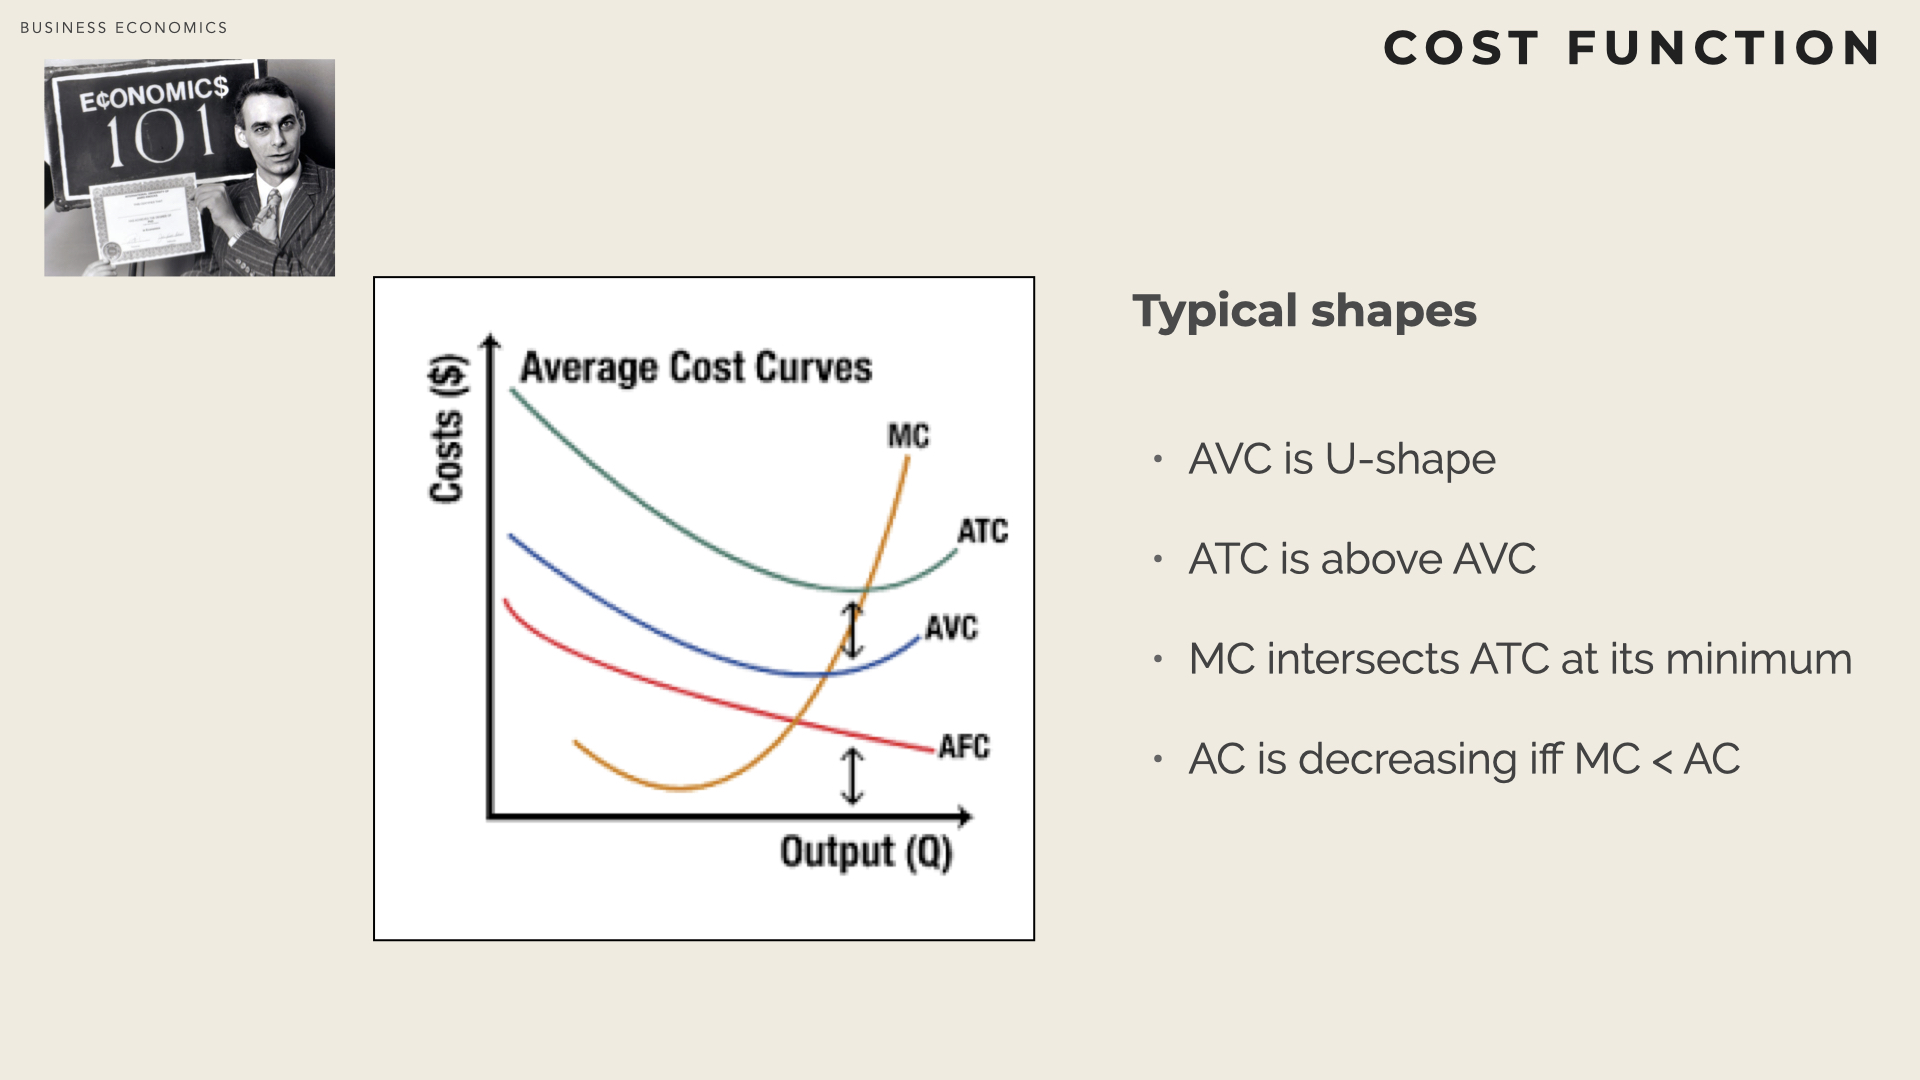 BUSINESS ECONOMICS
COST FUNCTION
E¢ONOMIC$
101
Average Cost Curves
Costs ($)
MC
ATC
AVC
AFC
Output (Q)
Typical shapes
• AVC is U-shape
• ATC is above AVC
• MC intersects ATC at its minimum
• AC is decreasing iff MC < AC